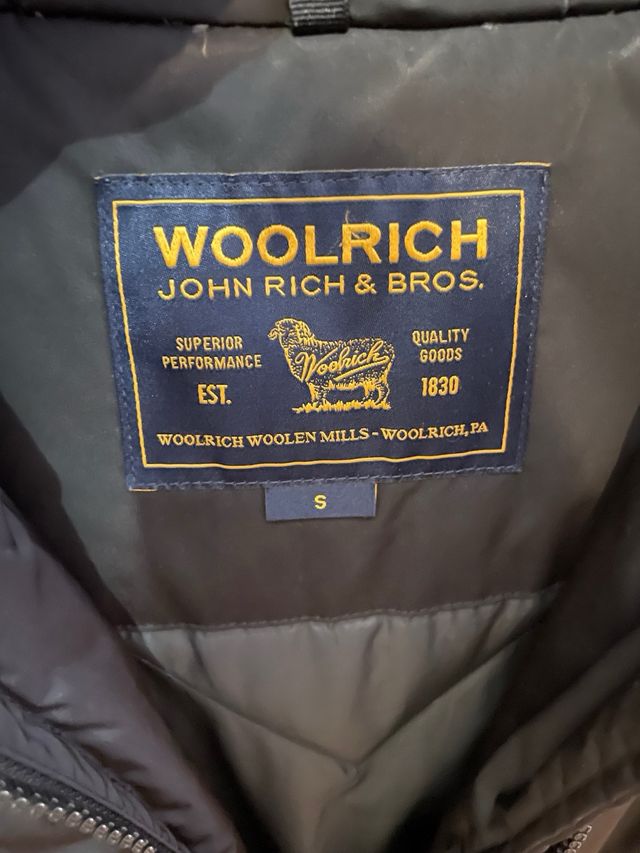 WOOLRICH
JOHN RICH & BROS.
SUPERIOR
PERFORMANCE
EST.
Woolrich
QUALITY
GOODS
1830
WOOLRICH WOOLEN MILLS - WOOLRICH, PA
S